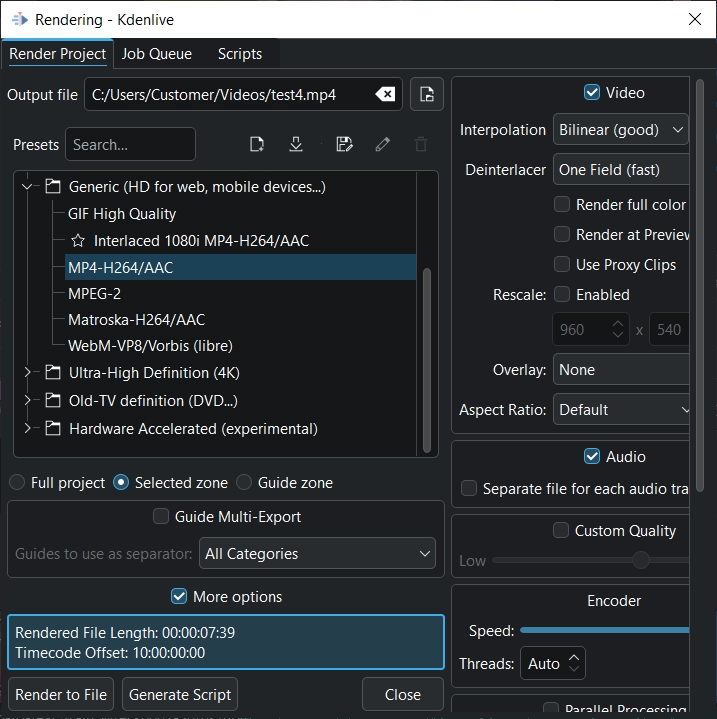 Rendering - Kdenlive
Render Project
Job Queue
Scripts
Output file
C:/Users/Customer/Videos/test4.mp4
Presets
Search...
Generic (HD for web, mobile devices...)
GIF High Quality
Interlaced 1080i MP4-H264/AAC
MP4-H264/AAC
MPEG-2
Matroska-H264/AAC
WebM-VP8/Vorbis (libre)
Ultra-High Definition (4K)
Old-TV definition (DVD...)
Hardware Accelerated (experimental)
Full project
Selected zone
Guide zone
Guide Multi-Export
Guides to use as separator:
All Categories
More options
Rendered File Length: 00:00:07:39
Timecode Offset: 10:00:00:00
Render to File
Generate Script
Close
Video
Interpolation
Bilinear (good)
Deinterlacer
One Field (fast)
Render full color
Render at Preview
Use Proxy Clips
Rescale:
Enabled
960
x
540
Overlay:
None
Aspect Ratio:
Default
Audio
Separate file for each audio tra
Custom Quality
Low
Encoder
Speed:
Threads:
Auto
Parallel Processing